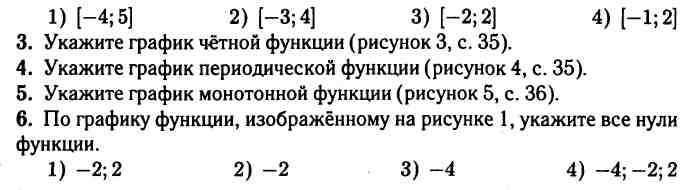 1) [−4; 5] 2) [−3; 4] 3) [−2; 2] 4) [−1; 2]
3. Укажите график чётной функции (рисунок 3, с. 35).
4. Укажите график периодической функции (рисунок 4, с. 35).
5. Укажите график монотонной функции (рисунок 5, с. 36).
6. По графику функции, изображённому на рисунке 1, укажите все нули
функции.
1) −2; 2 2) −2 3) −4 4) −4; −2; 2